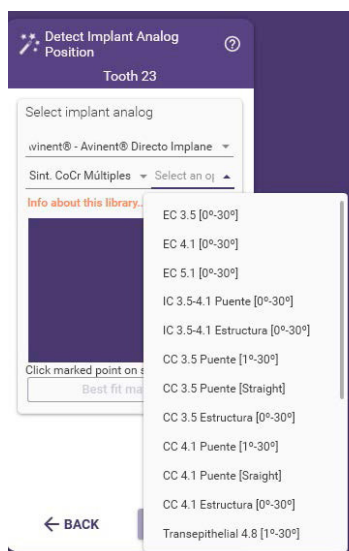 Detect Implant Analog
Position
Tooth 23
Select implant analog
vinent® - Avinent® Directo Implane
Sint. CoCr Múltiples
Select an
Info about this library..
EC 3.5 [0º-30º]
EC 4.1 [0º-30º]
EC 5.1 [0º-30º]
IC 3.5-4.1 Puente [0º-30º]
IC 3.5-4.1 Estructura [0º-30º]
CC 3.5 Puente [1º-30º]
CC 3.5 Puente [Straight]
CC 3.5 Estructura [0º-30º]
CC 4.1 Puente [1º-30º]
CC 4.1 Puente [Sraight]
CC 4.1 Estructura [0º-30º]
Transepithelial 4.8 [1º-30º]
Click marked point on s
Best fit ma
BACK